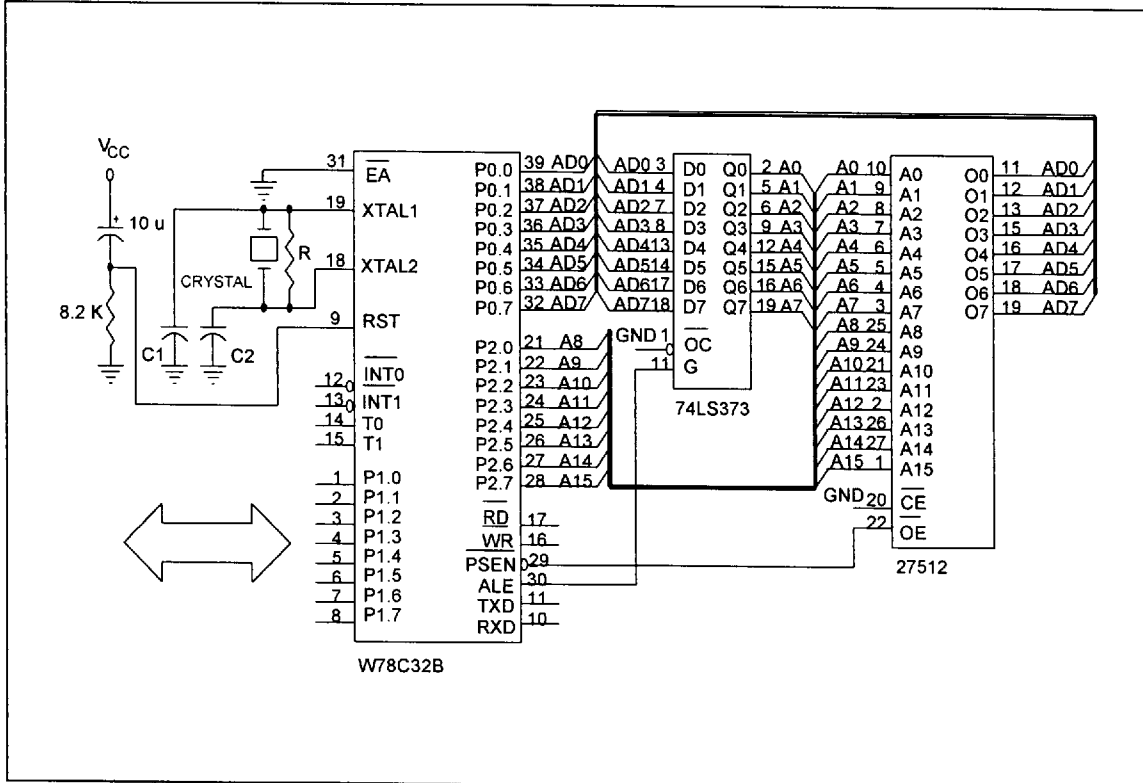 VCC
10 u
8.2 K
C1
C2
CRYSTAL
R
31 EA
19 XTAL1
18 XTAL2
9 RST
12 INT0
13 INT1
14 T0
15 T1
1 P1.0
2 P1.1
3 P1.2
4 P1.3
5 P1.4
6 P1.5
7 P1.6
8 P1.7
P0.0 39 AD0
P0.1 38 AD1
P0.2 37 AD2
P0.3 36 AD3
P0.4 35 AD4
P0.5 34 AD5
P0.6 33 AD6
P0.7 32 AD7
P2.0 21 A8
P2.1 22 A9
P2.2 23 A10
P2.3 24 A11
P2.4 25 A12
P2.5 26 A13
P2.6 27 A14
P2.7 28 A15
RD 17
WR 16
PSEN 29
ALE 30
TXD 11
RXD 10
W78C32B
AD0 3 D0 Q0 2 A0
AD1 4 D1 Q1 5 A1
AD2 7 D2 Q2 6 A2
AD3 8 D3 Q3 9 A3
AD4 13 D4 Q4 12 A4
AD5 14 D5 Q5 15 A5
AD6 17 D6 Q6 16 A6
AD7 18 D7 Q7 19 A7
GND 1 OC
11 G
74LS373
A0 10 A0 O0 11 AD0
A1 9 A1 O1 12 AD1
A2 8 A2 O2 13 AD2
A3 7 A3 O3 15 AD3
A4 6 A4 O4 16 AD4
A5 5 A5 O5 17 AD5
A6 4 A6 O6 18 AD6
A7 3 A7 O7 19 AD7
A8 25 A8
A9 24 A9
A10 21 A10
A11 23 A11
A12 2 A12
A13 26 A13
A14 27 A14
A15 1 A15
GND 20 CE
22 OE
27512